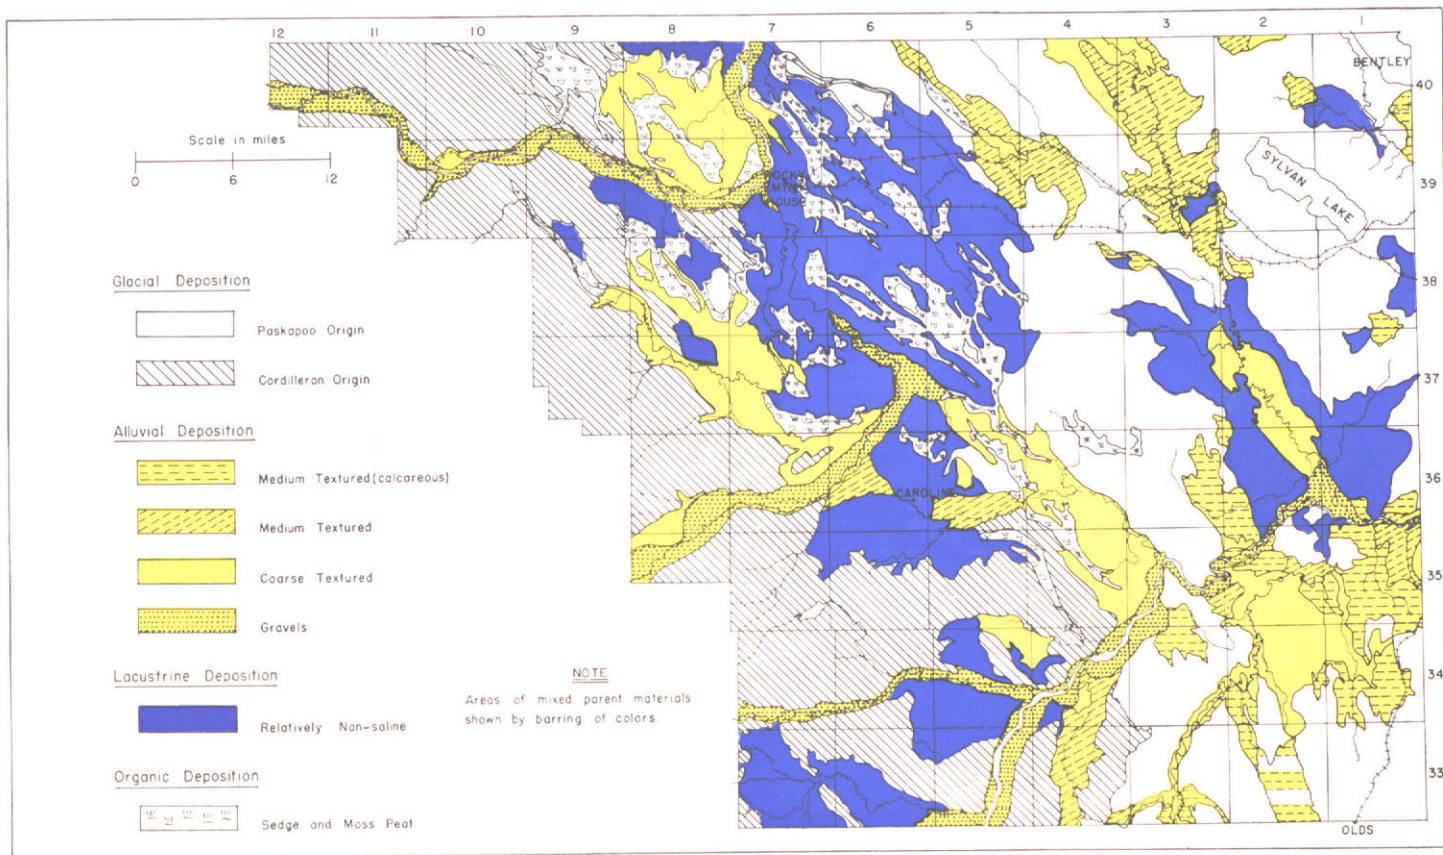 12 11 10 9 8 7 6 5 4 3 2 1
BENTLEY
40
Scale in miles
0 6 12
39
ROCKY
MTN
HOUSE
SYLVAN
LAKE
Glacial Deposition
38
Paskapoo Origin
Cordilleran Origin
37
Alluvial Deposition
Medium Textured (calcareous)
36
CAROLINE
Medium Textured
Coarse Textured
35
Gravels
Lacustrine Deposition
NOTE
34
Areas of mixed parent materials
shown by barring of colors.
Relatively Non-saline
Organic Deposition
33
Sedge and Moss Peat
OLDS